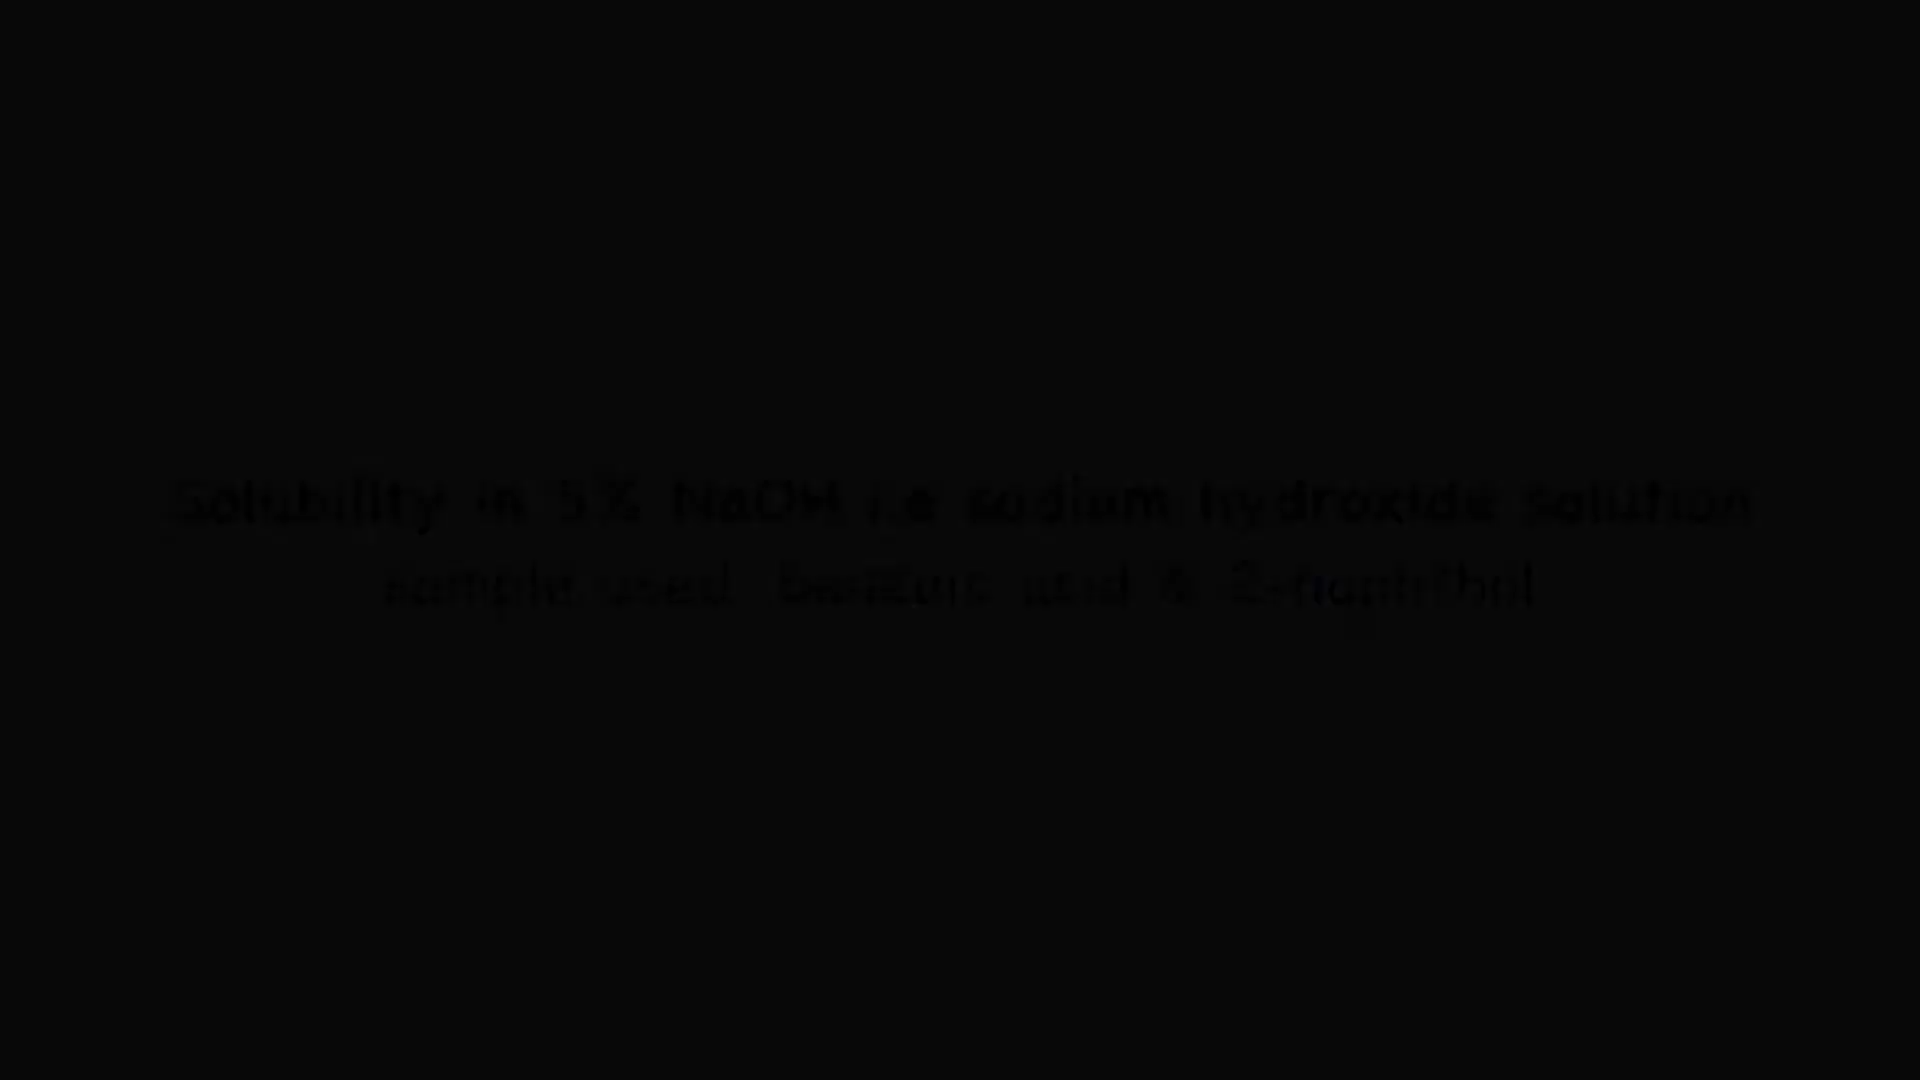 Solubility in 5% NaOH i.e sodium hydroxide solution
sample used Benzoic acid & 2-naphthol